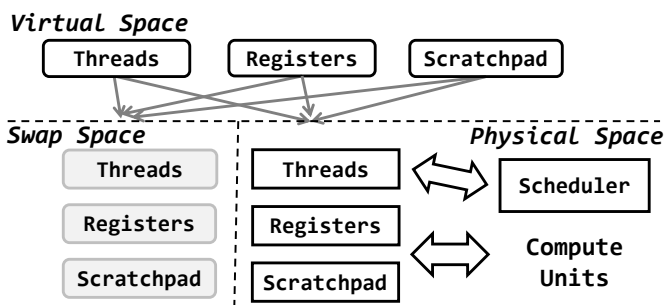 Virtual Space
Threads Registers Scratchpad
Swap Space Physical Space
Threads Threads Scheduler
Registers Registers
Compute
Units
Scratchpad Scratchpad